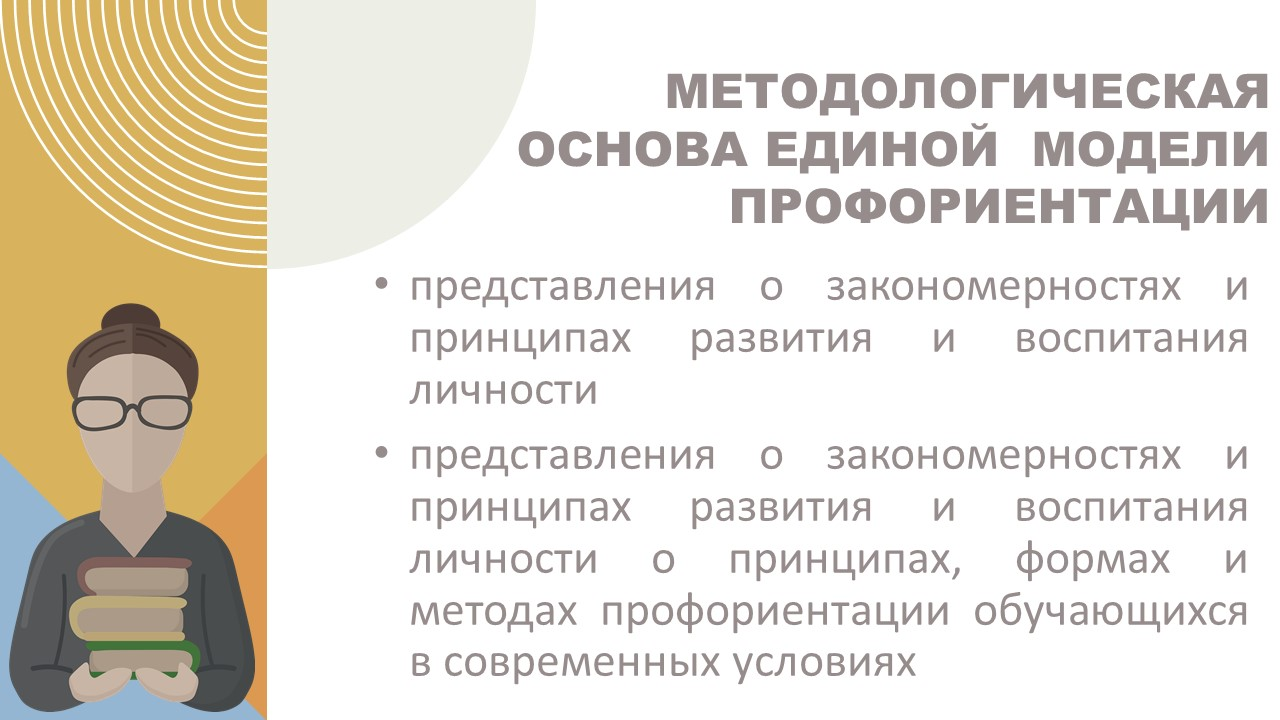 МЕТОДОЛОГИЧЕСКАЯ
ОСНОВА ЕДИНОЙ МОДЕЛИ
ПРОФОРИЕНТАЦИИ
• представления о закономерностях и
принципах развития и воспитания
личности
• представления о закономерностях и
принципах развития и воспитания
личности о принципах, формах и
методах профориентации обучающихся
в современных условиях